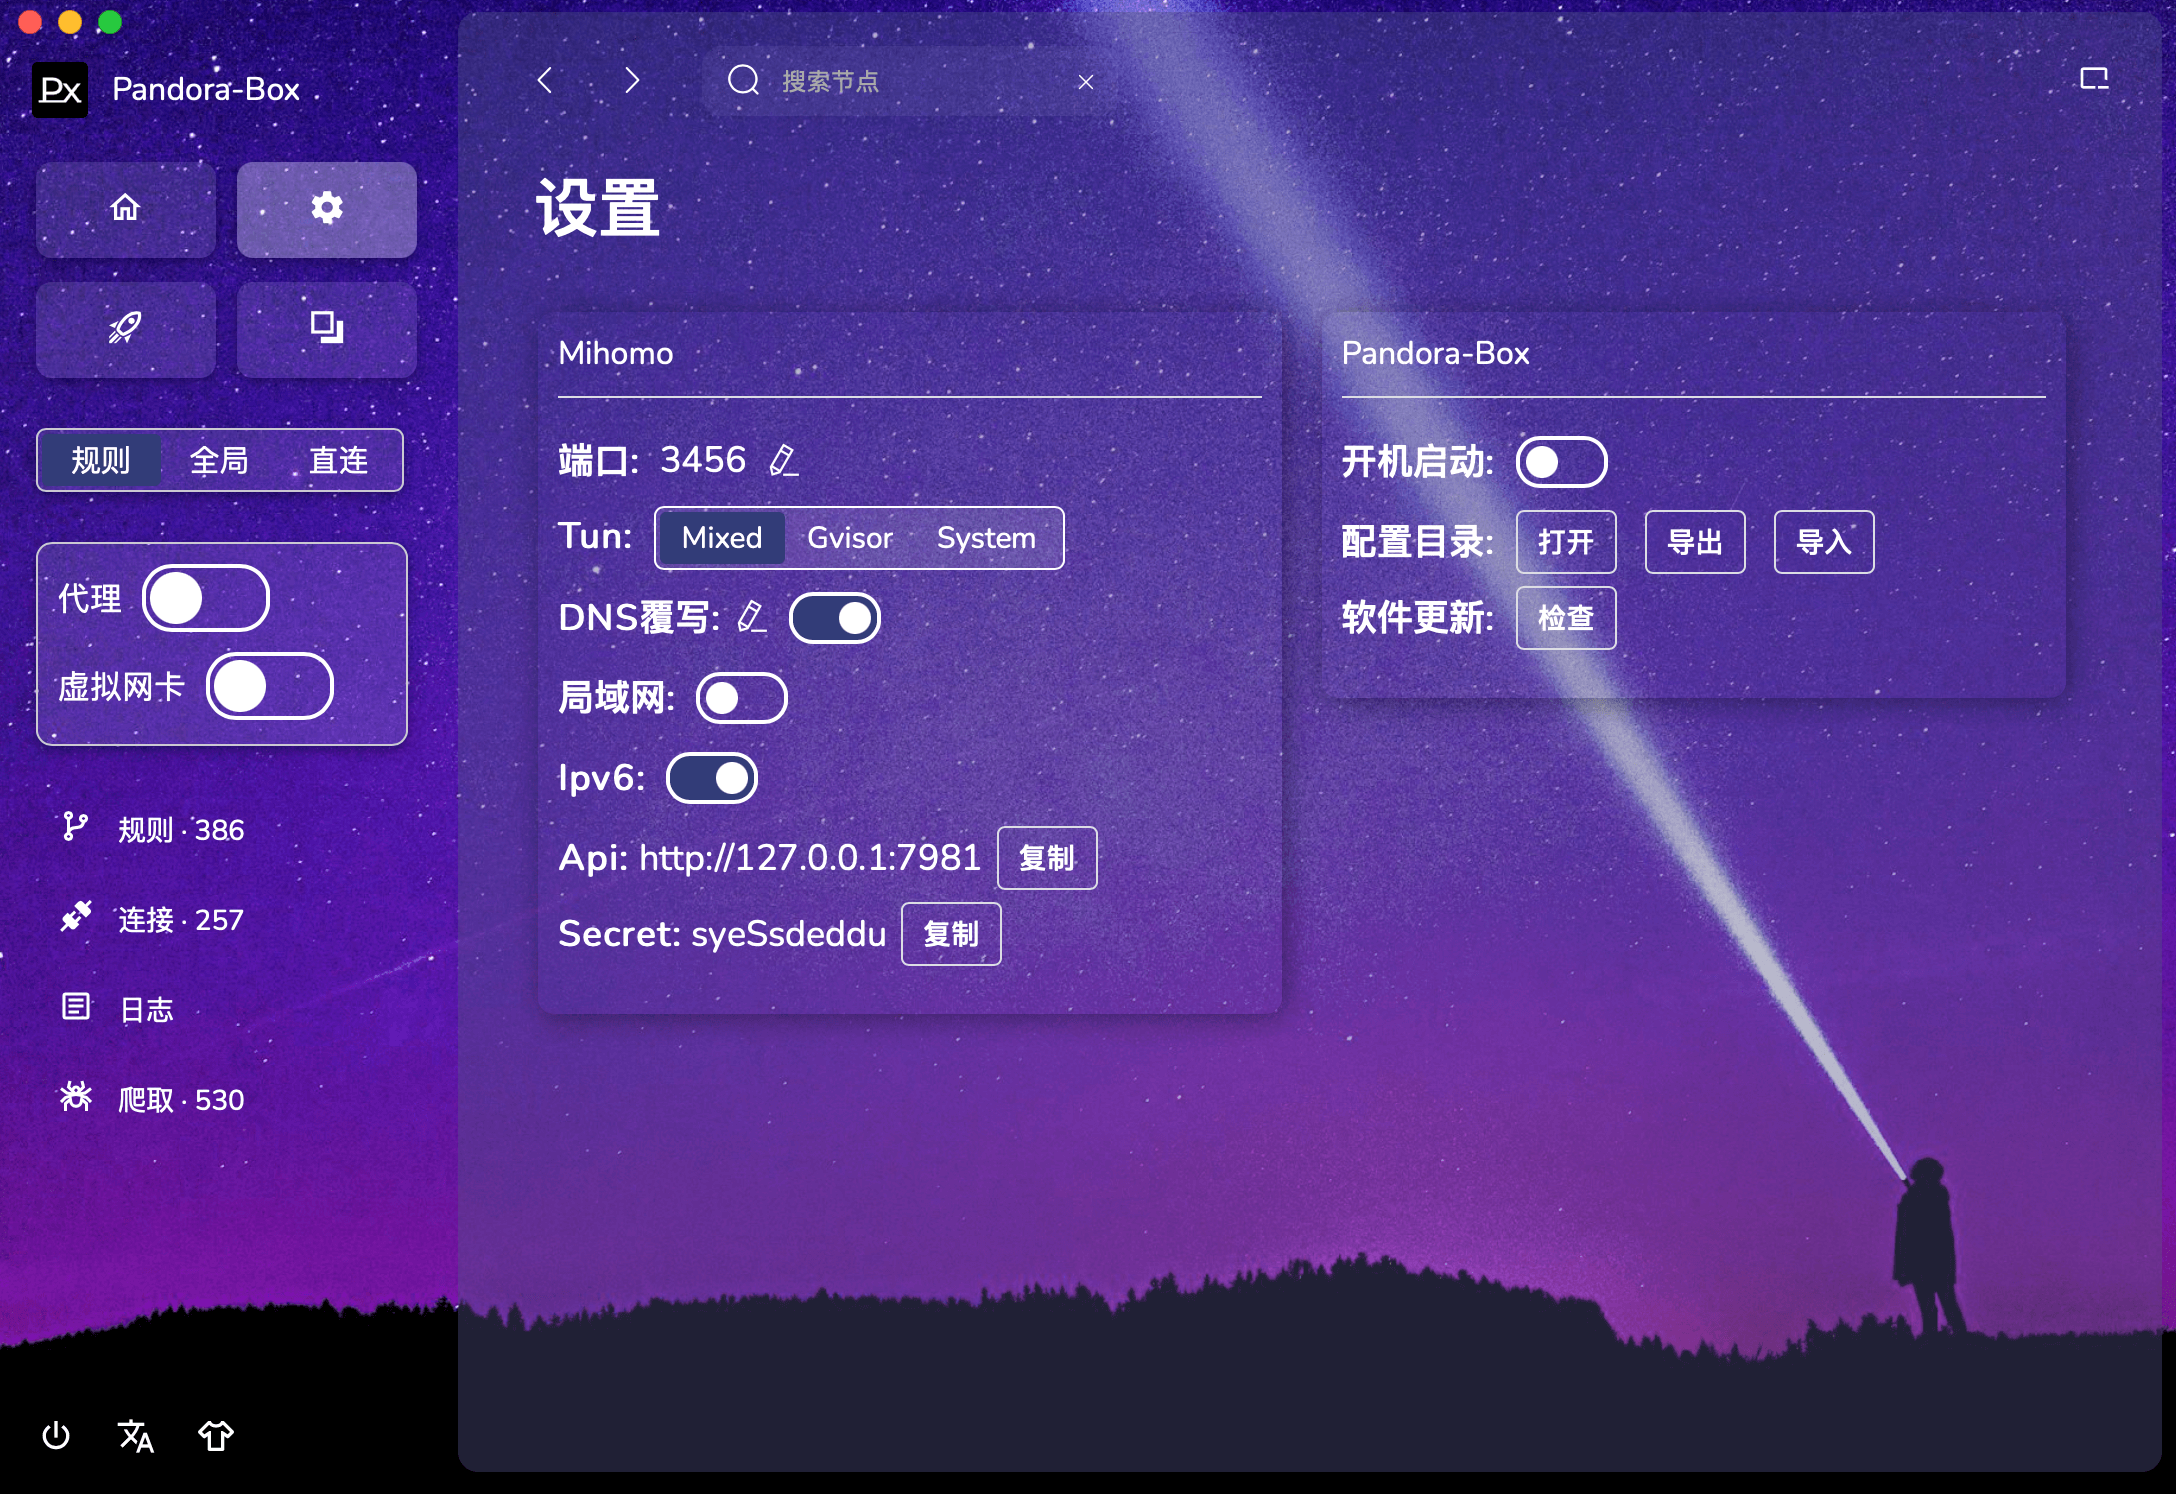 Px Pandora-Box
规则 全局 直连
代理
虚拟网卡
规则 · 386
连接 · 257
日志
爬取 · 530
搜索节点
设置
Mihomo
端口: 3456
Tun: Mixed Gvisor System
DNS覆写:
局域网:
Ipv6:
Api: http://127.0.0.1:7981 复制
Secret: syeSsdeddu 复制
Pandora-Box
开机启动:
配置目录: 打开 导出 导入
软件更新: 检查